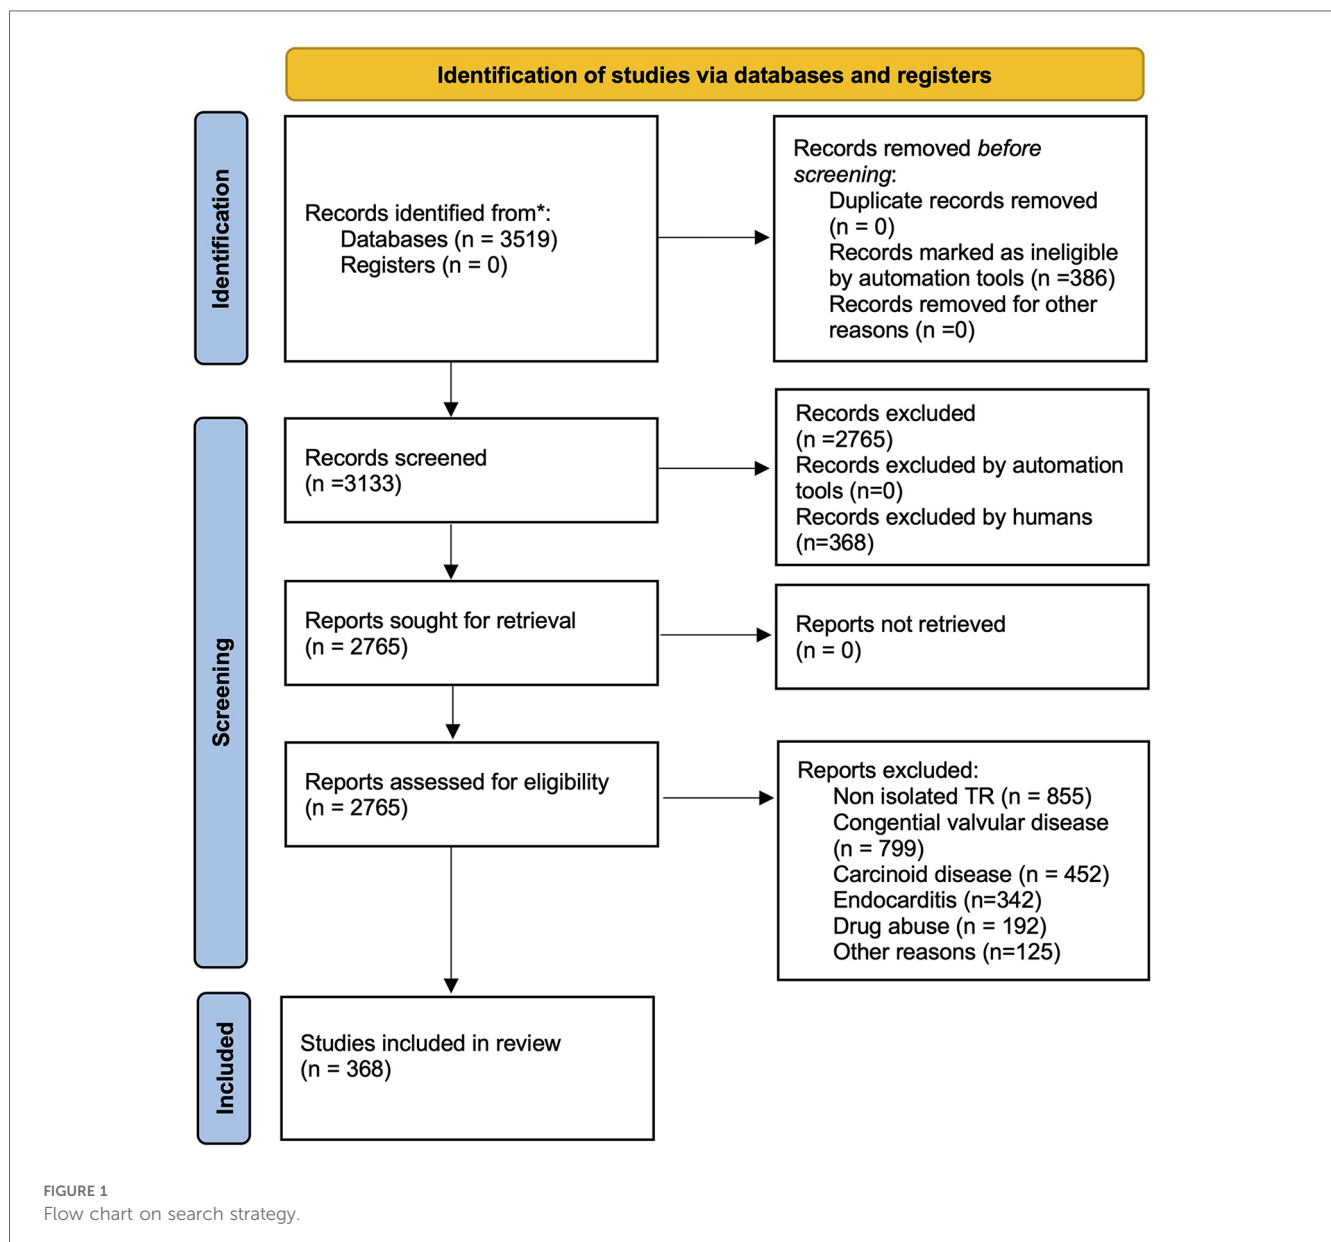 Identification of studies via databases and registers
Identification
Records identified from*:
Databases (n = 3519)
Registers (n = 0)
Records removed before
screening:
Duplicate records removed
(n = 0)
Records marked as ineligible
by automation tools (n =386)
Records removed for other
reasons (n =0)
Screening
Records screened
(n =3133)
Records excluded
(n =2765)
Records excluded by automation
tools (n=0)
Records excluded by humans
(n=368)
Reports sought for retrieval
(n = 2765)
Reports not retrieved
(n = 0)
Reports assessed for eligibility
(n = 2765)
Reports excluded:
Non isolated TR (n = 855)
Congential valvular disease
(n = 799)
Carcinoid disease (n = 452)
Endocarditis (n=342)
Drug abuse (n = 192)
Other reasons (n=125)
Included
Studies included in review
(n = 368)
FIGURE 1
Flow chart on search strategy.